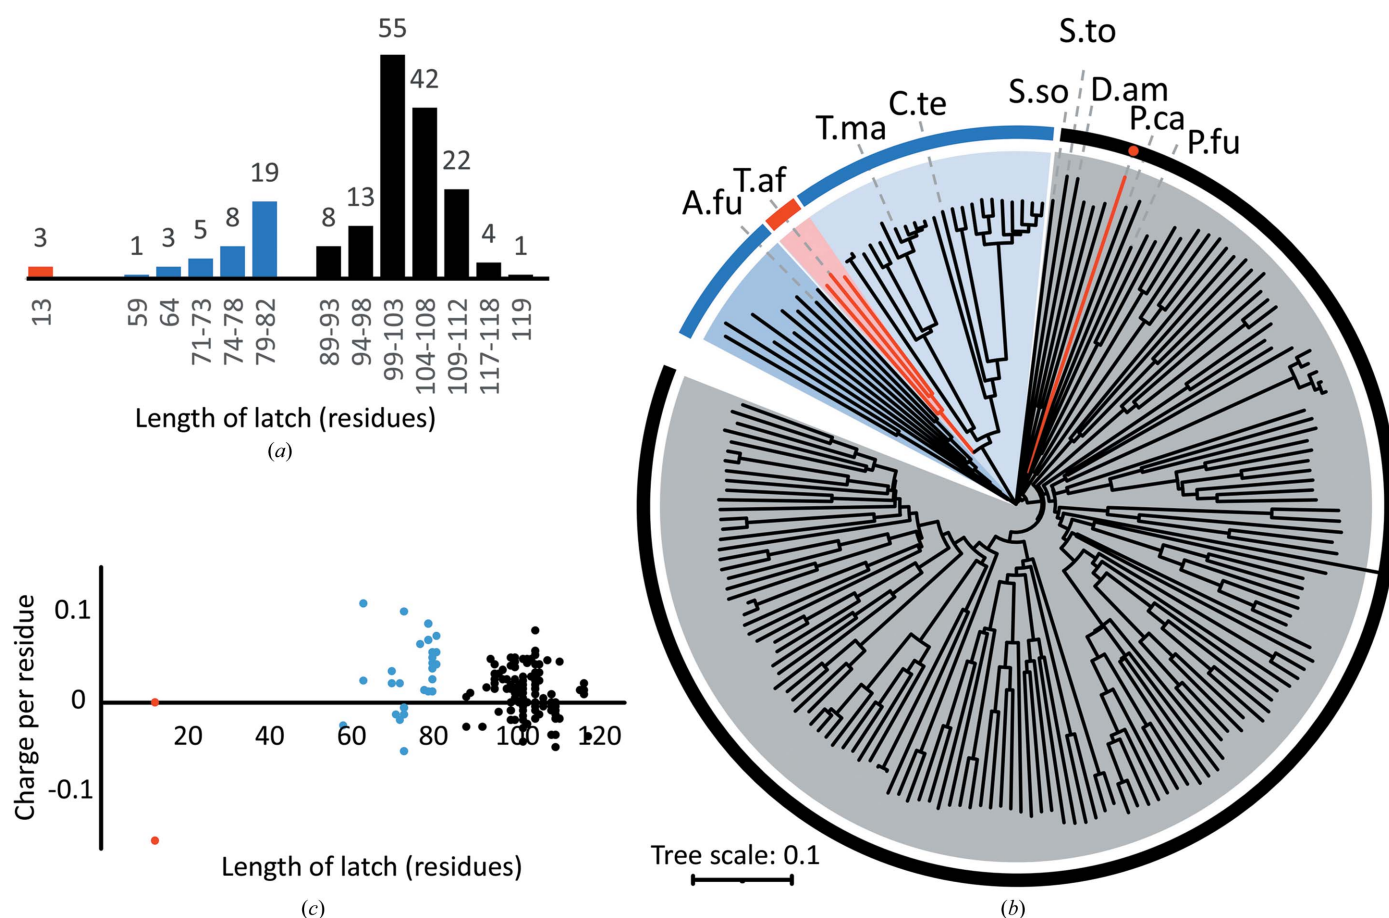 55
42
22
19
13
8
8
5
3
3
1
4
1
13
59
64
71-73
74-78
79-82
89-93
94-98
99-103
104-108
109-112
117-118
119
Length of latch (residues)
(a)
S.to
S.so
D.am
C.te
P.ca
T.ma
P.fu
T.af
A.fu
Tree scale: 0.1
(b)
Charge per residue
0.1
0
-0.1
20 40 60 80 100 120
Length of latch (residues)
(c)